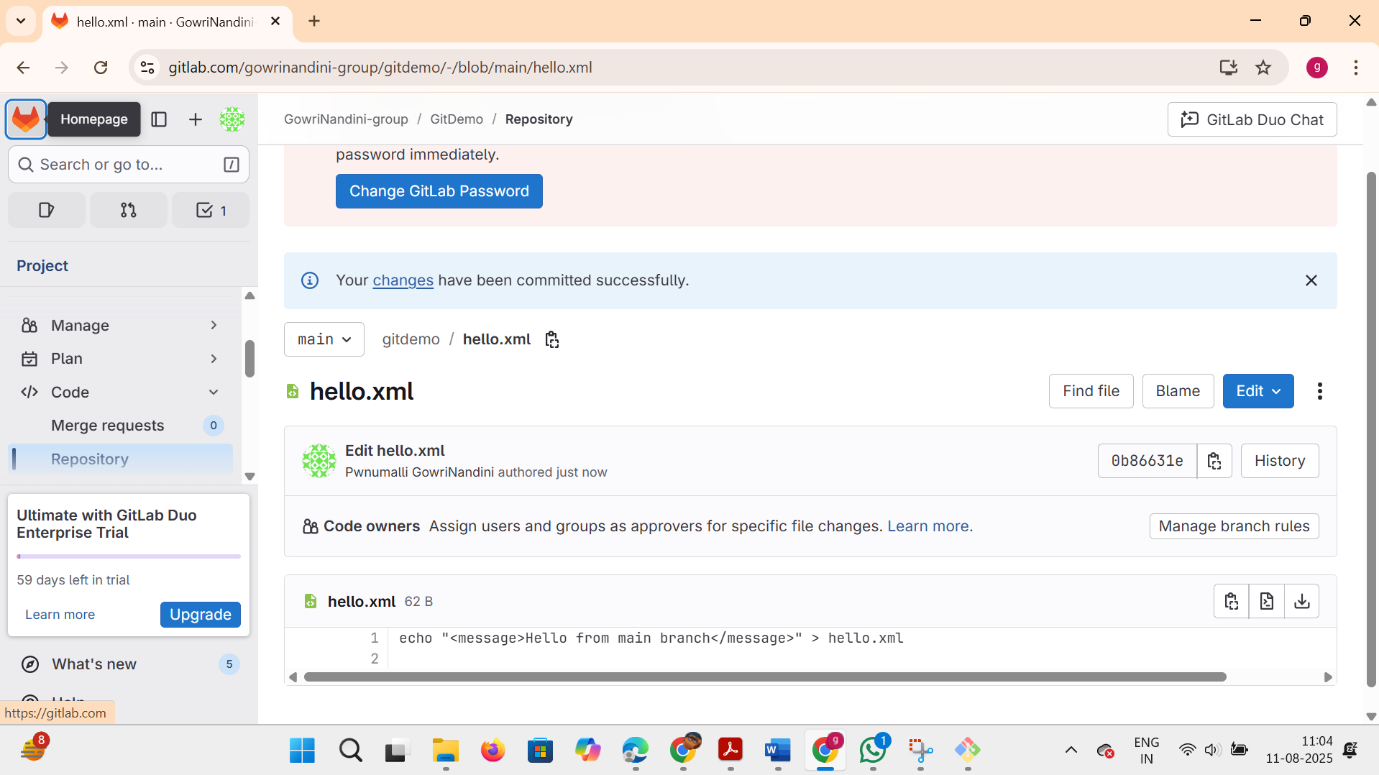 hello.xml · main · GowriNandini
gitlab.com/gowrinandini-group/gitdemo/-/blob/main/hello.xml
g
Homepage
GowriNandini-group / GitDemo / Repository
GitLab Duo Chat
Search or go to...
/
1
password immediately.
Change GitLab Password
Project
Manage
Plan
Code
Merge requests 0
Repository
Your changes have been committed successfully.
main
gitdemo / hello.xml
hello.xml
Find file
Blame
Edit
Edit hello.xml
Pwnumalli GowriNandini authored just now
0b86631e
History
Code owners Assign users and groups as approvers for specific file changes. Learn more.
Manage branch rules
Ultimate with GitLab Duo
Enterprise Trial
59 days left in trial
Learn more
Upgrade
hello.xml 62 B
1 echo "<message>Hello from main branch</message>" > hello.xml
2
What's new 5
Help
https://gitlab.com
8
g
1
ENG
IN
11:04
11-08-2025